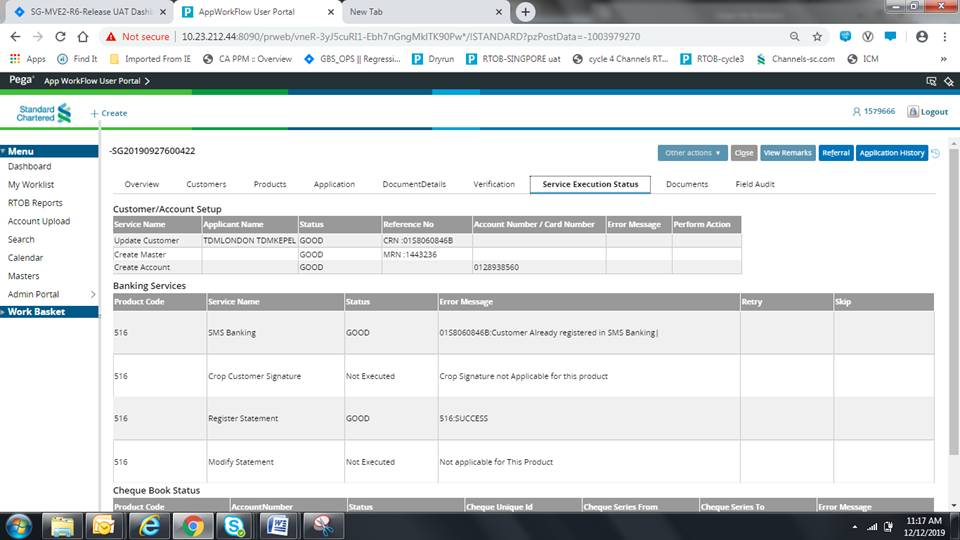 SG-MVE2-R6-Release UAT Dashb
AppWorkFlow User Portal
New Tab
Not secure | 10.23.212.44:8090/prweb/vneR-3yJ5cuRI1-Ebh7nGngMklTK90Pw*/!STANDARD?pzPostData=-1003979270
Apps Find It Imported From IE CA PPM :: Overview GBS_OPS || Regressi... Dryrun RTOB-SINGPORE uat cycle 4 Channels RT... RTOB-cycle3 Channels-sc.com ICM
Pega App WorkFlow User Portal
Standard Chartered + Create 1579666 Logout
Menu
-SG20190927600422
Other actions Close View Remarks Referral Application History
Dashboard
My Worklist
RTOB Reports
Account Upload
Search
Calendar
Masters
Admin Portal
Work Basket
Overview Customers Products Application DocumentDetails Verification Service Execution Status Documents Field Audit
Customer/Account Setup
Service Name Applicant Name Status Reference No Account Number / Card Number Error Message Perform Action
Update Customer TDMLONDON TDMKEPEL GOOD CRN :01S8060846B
Create Master GOOD MRN :1443236
Create Account GOOD 0128938560
Banking Services
Product Code Service Name Status Error Message Retry Skip
516 SMS Banking GOOD 01S8060846B:Customer Already registered in SMS Banking|
516 Crop Customer Signature Not Executed Crop Signature not Applicable for this product
516 Register Statement GOOD 516:SUCCESS
516 Modify Statement Not Executed Not applicable for This Product
Cheque Book Status
Product Code AccountNumber Status Cheque Unique Id Cheque Series From Cheque Series To Error Message
11:17 AM
12/12/2019